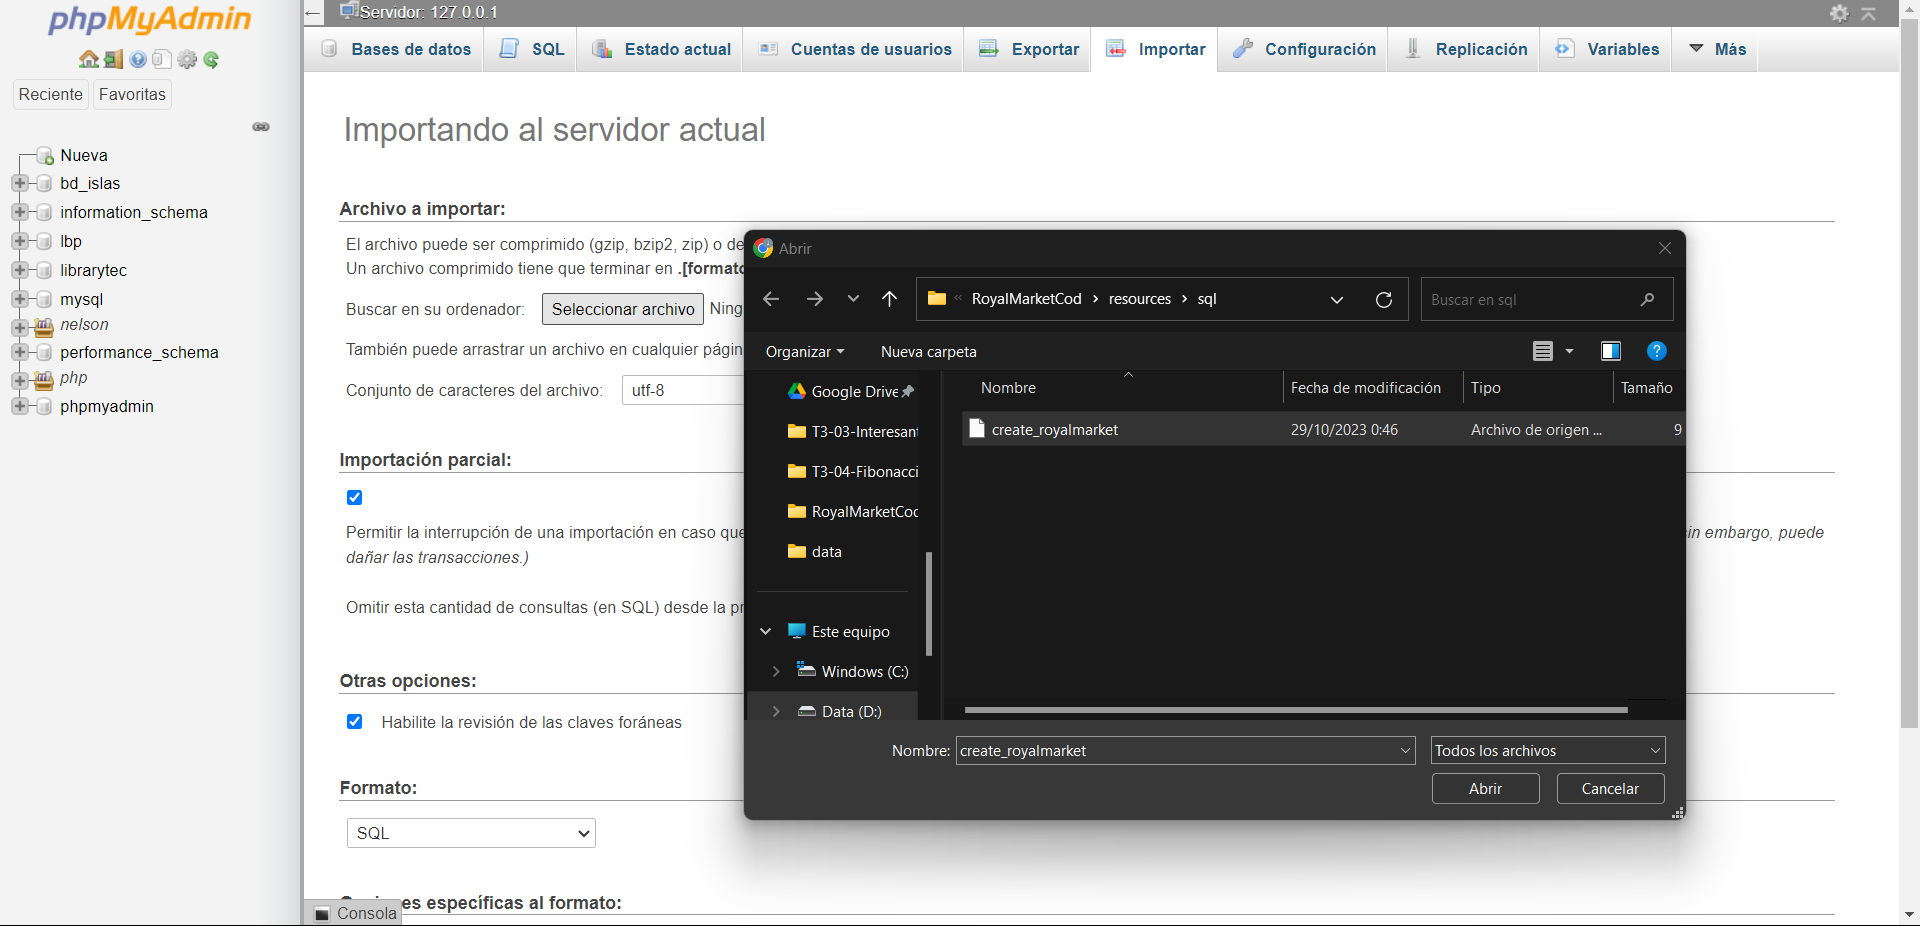 phpMyAdmin
Reciente
Favoritas
Nueva
bd_islas
information_schema
lbp
librarytec
mysql
nelson
performance_schema
php
phpmyadmin
Servidor: 127.0.0.1
Bases de datos
SQL
Estado actual
Cuentas de usuarios
Exportar
Importar
Configuración
Replicación
Variables
Más
Importando al servidor actual
Archivo a importar:
El archivo puede ser comprimido (gzip, bzip2, zip) o de
Un archivo comprimido tiene que terminar en .[formato
Buscar en su ordenador:
Seleccionar archivo
Ning
También puede arrastrar un archivo en cualquier págin
Conjunto de caracteres del archivo:
utf-8
Importación parcial:
Permitir la interrupción de una importación en caso que
in embargo, puede
dañar las transacciones.)
Omitir esta cantidad de consultas (en SQL) desde la pr
Otras opciones:
Habilite la revisión de las claves foráneas
Formato:
SQL
es específicas al formato:
Consola
Abrir
« RoyalMarketCod > resources > sql
Buscar en sql
Organizar
Nueva carpeta
Google Drive
T3-03-Interesant
T3-04-Fibonacci
RoyalMarketCod
data
Este equipo
Windows (C:)
Data (D:)
Nombre
Fecha de modificación
Tipo
Tamaño
create_royalmarket
29/10/2023 0:46
Archivo de origen ...
9
Nombre:
create_royalmarket
Todos los archivos
Abrir
Cancelar